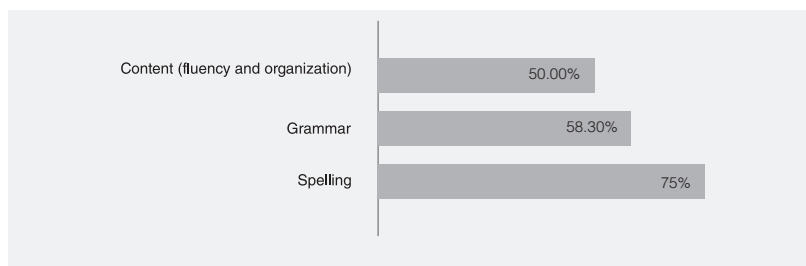 Content (fluency and organization)
50.00%
Grammar
58.30%
Spelling
75%